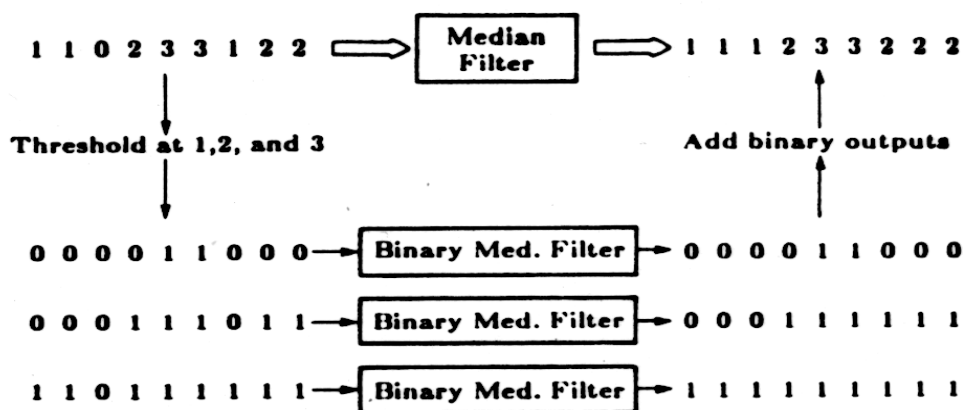 1 1 0 2 3 3 1 2 2 Median Filter 1 1 1 2 3 3 2 2 2
Threshold at 1,2, and 3 Add binary outputs
0 0 0 0 1 1 0 0 0 Binary Med. Filter 0 0 0 0 1 1 0 0 0
0 0 0 1 1 1 0 1 1 Binary Med. Filter 0 0 0 1 1 1 1 1 1
1 1 0 1 1 1 1 1 1 Binary Med. Filter 1 1 1 1 1 1 1 1 1